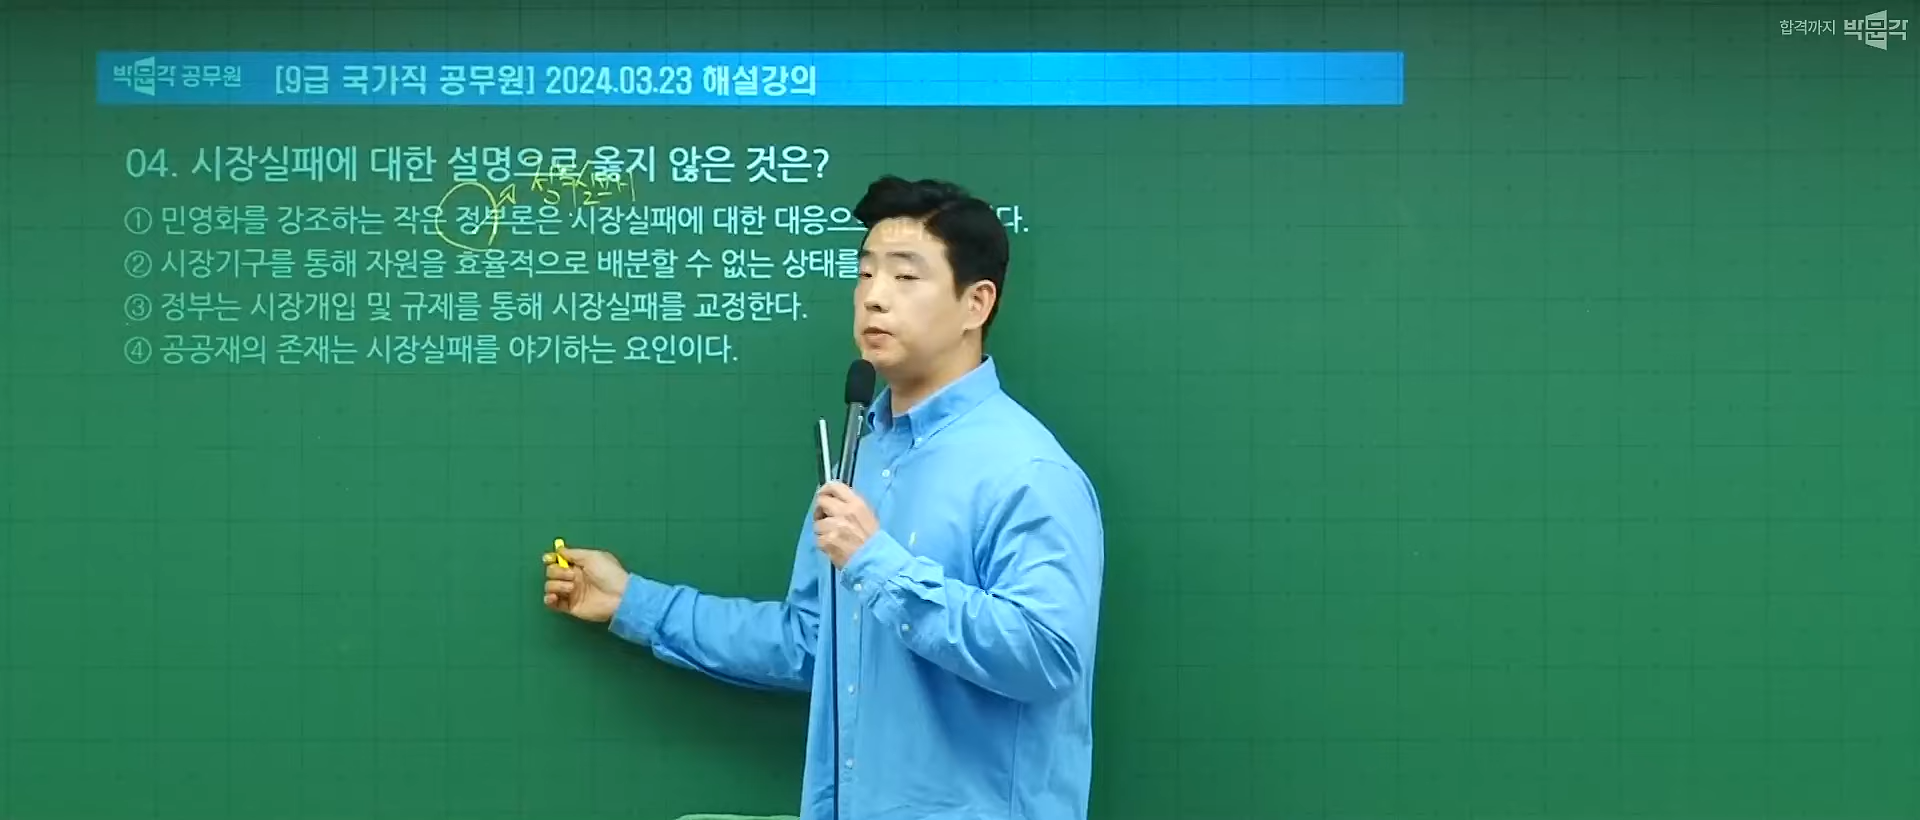 합격까지 박문각
박문각 공무원 [9급 국가직 공무원] 2024.03.23 해설강의
04. 시장실패에 대한 설명으로 옳지 않은 것은?
정부실패
① 민영화를 강조하는 작은 정부론은 시장실패에 대한 대응으 다.
② 시장기구를 통해 자원을 효율적으로 배분할 수 없는 상태를
③ 정부는 시장개입 및 규제를 통해 시장실패를 교정한다.
④ 공공재의 존재는 시장실패를 야기하는 요인이다.